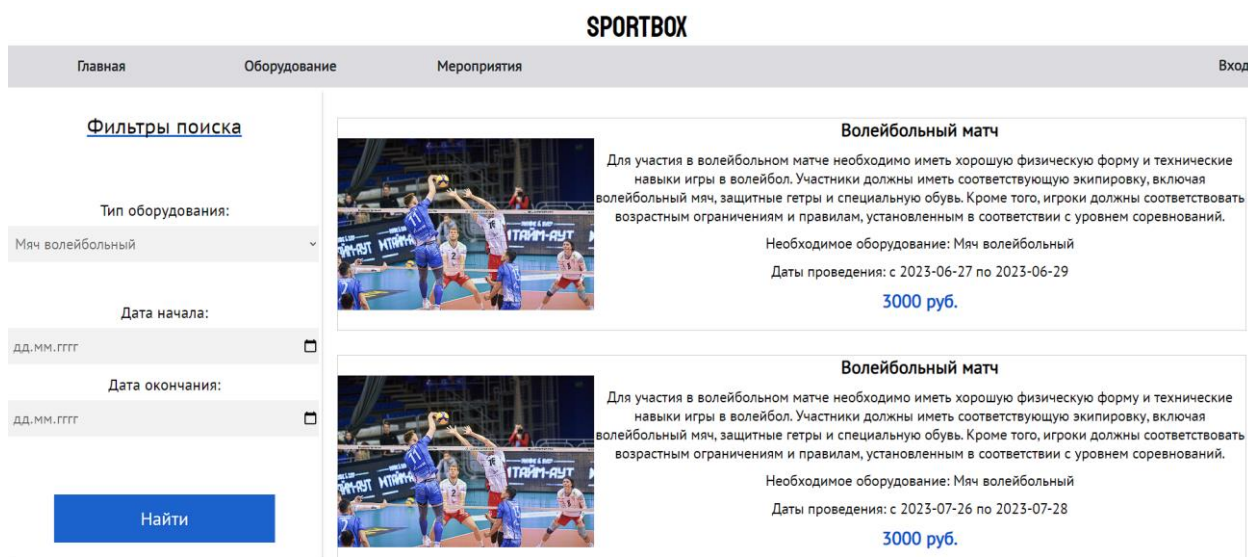 SPORTBOX
Главная Оборудование Мероприятия Вход
Фильтры поиска
Тип оборудования:
Мяч волейбольный
Дата начала:
дд.мм.гггг
Дата окончания:
дд.мм.гггг
Найти
Волейбольный матч
Для участия в волейбольном матче необходимо иметь хорошую физическую форму и технические
навыки игры в волейбол. Участники должны иметь соответствующую экипировку, включая
волейбольный мяч, защитные гетры и специальную обувь. Кроме того, игроки должны соответствовать
возрастным ограничениям и правилам, установленным в соответствии с уровнем соревнований.
Необходимое оборудование: Мяч волейбольный
Даты проведения: с 2023-06-27 по 2023-06-29
3000 руб.
ТАЙМ-АУТ
11
Волейбольный матч
Для участия в волейбольном матче необходимо иметь хорошую физическую форму и технические
навыки игры в волейбол. Участники должны иметь соответствующую экипировку, включая
волейбольный мяч, защитные гетры и специальную обувь. Кроме того, игроки должны соответствовать
возрастным ограничениям и правилам, установленным в соответствии с уровнем соревнований.
Необходимое оборудование: Мяч волейбольный
Даты проведения: с 2023-07-26 по 2023-07-28
3000 руб.
ТАЙМ-АУТ
11